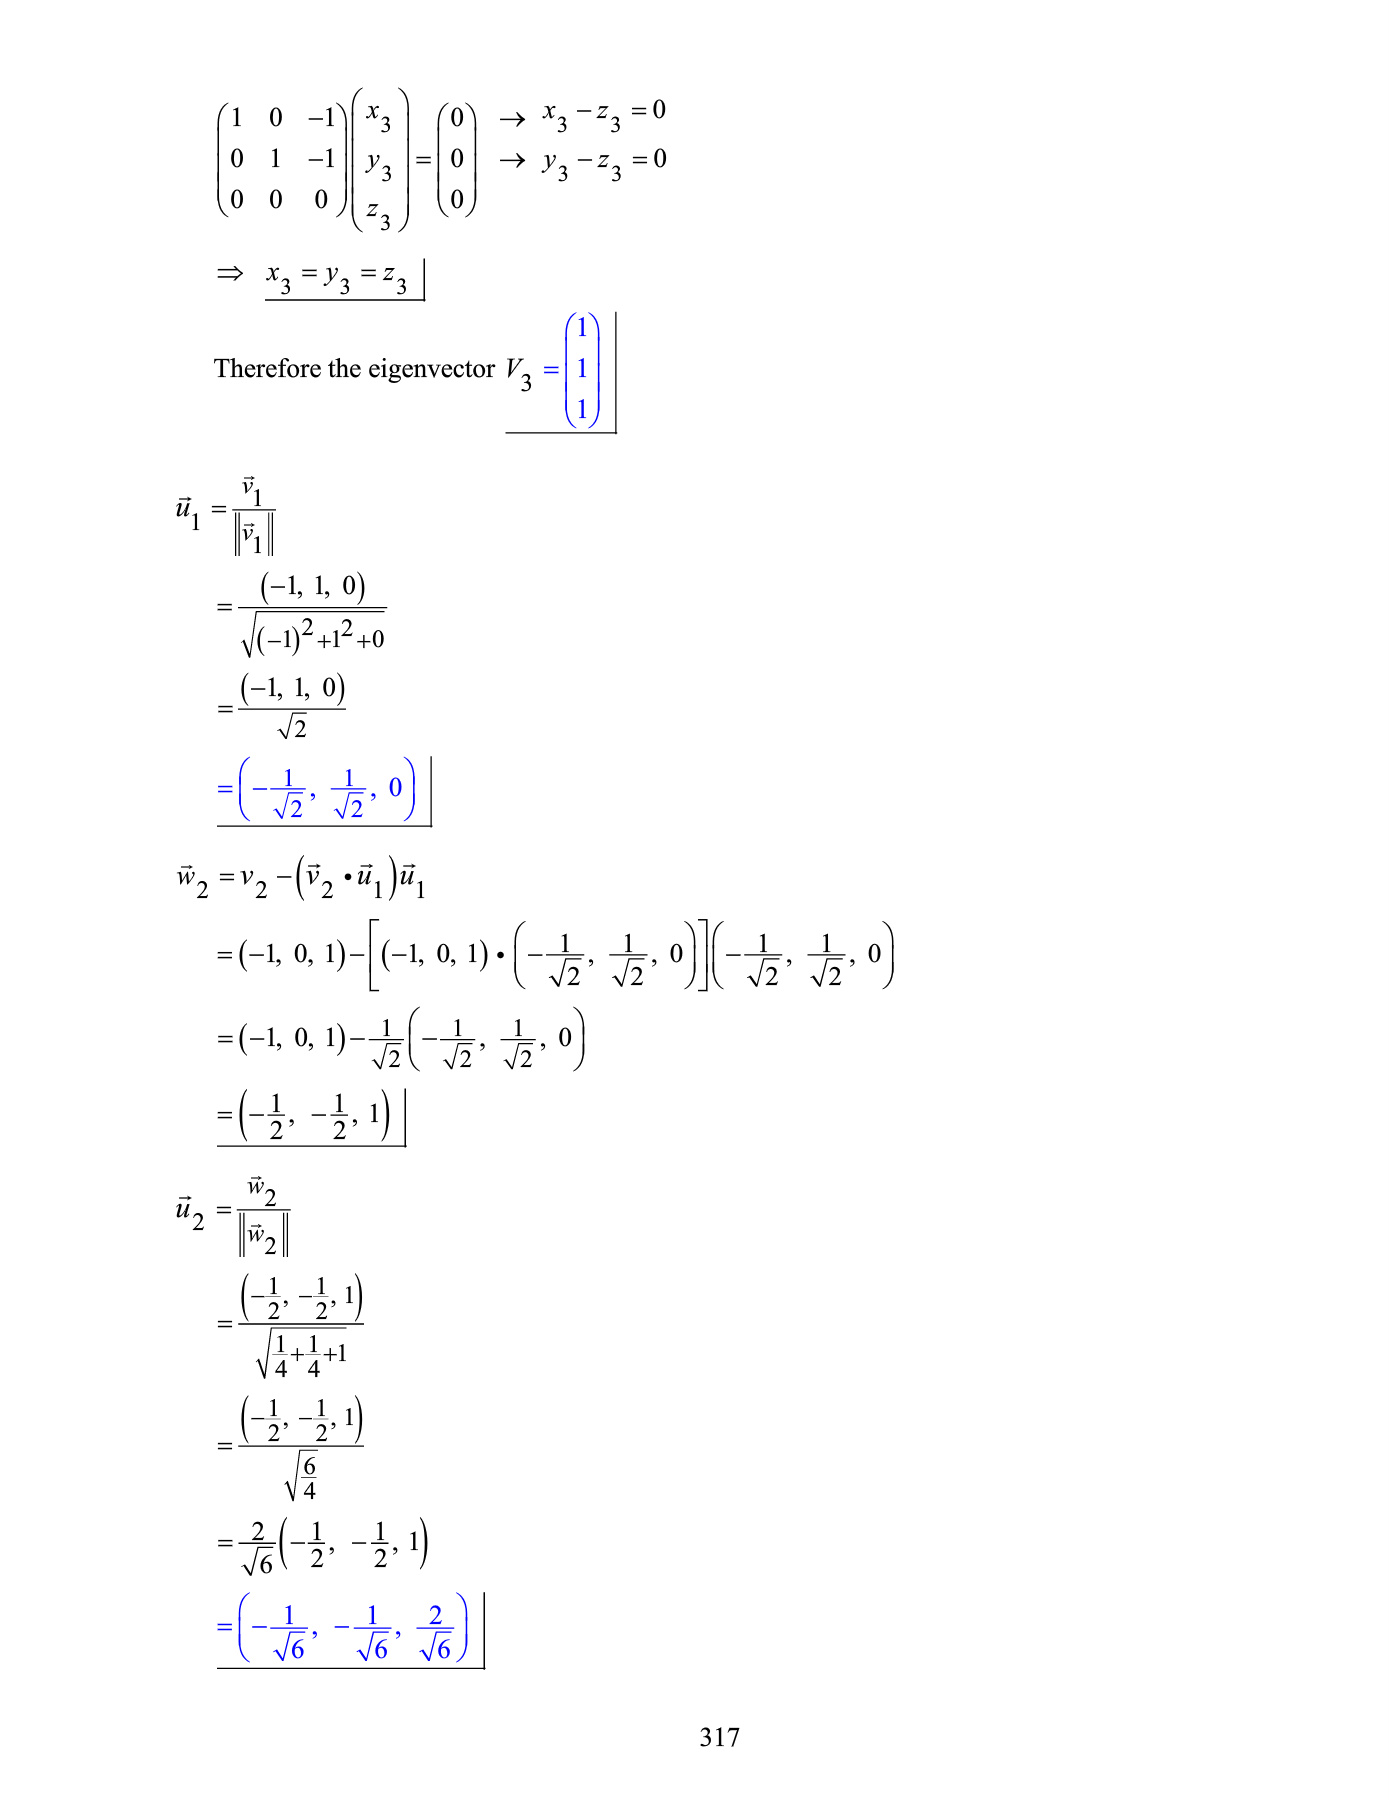 $\begin{pmatrix} 1 & 0 & -1 \\ 0 & 1 & -1 \\ 0 & 0 & 0 \end{pmatrix} \begin{pmatrix} x_3 \\ y_3 \\ z_3 \end{pmatrix} = \begin{pmatrix} 0 \\ 0 \\ 0 \end{pmatrix} \begin{matrix} \rightarrow x_3 - z_3 = 0 \\ \rightarrow y_3 - z_3 = 0 \end{matrix}$
$\Rightarrow \ x_3 = y_3 = z_3$
Therefore the eigenvector $V_3 = \begin{pmatrix} 1 \\ 1 \\ 1 \end{pmatrix}$
$\vec{u}_1 = \frac{\vec{v}_1}{\|\vec{v}_1\|}$
$= \frac{(-1, 1, 0)}{\sqrt{(-1)^2 + 1^2 + 0}}$
$= \frac{(-1, 1, 0)}{\sqrt{2}}$
$= \left(-\frac{1}{\sqrt{2}}, \frac{1}{\sqrt{2}}, 0\right)$
$\vec{w}_2 = v_2 - (\vec{v}_2 \bullet \vec{u}_1)\vec{u}_1$
$= (-1, 0, 1) - \left[(-1, 0, 1) \bullet \left(-\frac{1}{\sqrt{2}}, \frac{1}{\sqrt{2}}, 0\right)\right]\left(-\frac{1}{\sqrt{2}}, \frac{1}{\sqrt{2}}, 0\right)$
$= (-1, 0, 1) - \frac{1}{\sqrt{2}}\left(-\frac{1}{\sqrt{2}}, \frac{1}{\sqrt{2}}, 0\right)$
$= \left(-\frac{1}{2}, -\frac{1}{2}, 1\right)$
$\vec{u}_2 = \frac{\vec{w}_2}{\|\vec{w}_2\|}$
$= \frac{\left(-\frac{1}{2}, -\frac{1}{2}, 1\right)}{\sqrt{\frac{1}{4} + \frac{1}{4} + 1}}$
$= \frac{\left(-\frac{1}{2}, -\frac{1}{2}, 1\right)}{\sqrt{\frac{6}{4}}}$
$= \frac{2}{\sqrt{6}}\left(-\frac{1}{2}, -\frac{1}{2}, 1\right)$
$= \left(-\frac{1}{\sqrt{6}}, -\frac{1}{\sqrt{6}}, \frac{2}{\sqrt{6}}\right)$
317